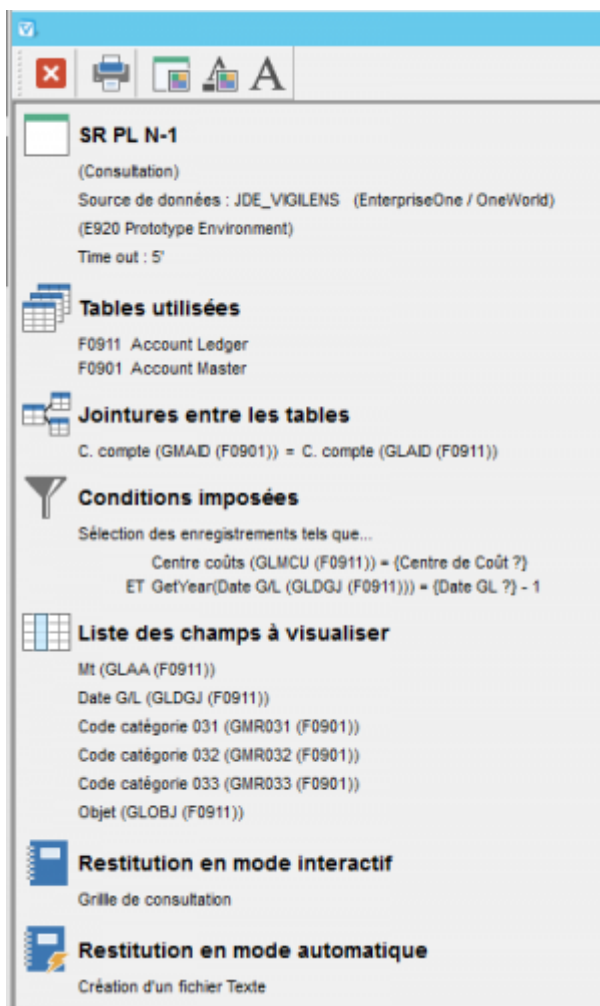 SR PL N-1
(Consultation)
Source de données : JDE_VIGILENS (EnterpriseOne / OneWorld)
(E920 Prototype Environment)
Time out : 5'
Tables utilisées
F0911 Account Ledger
F0901 Account Master
Jointures entre les tables
C. compte (GMAID (F0901)) = C. compte (GLAID (F0911))
Conditions imposées
Sélection des enregistrements tels que...
Centre coûts (GLMCU (F0911)) = {Centre de Coût ?}
ET GetYear(Date G/L (GLDGJ (F0911))) = {Date GL ?} - 1
Liste des champs à visualiser
Mt (GLAA (F0911))
Date G/L (GLDGJ (F0911))
Code catégorie 031 (GMR031 (F0901))
Code catégorie 032 (GMR032 (F0901))
Code catégorie 033 (GMR033 (F0901))
Objet (GLOBJ (F0911))
Restitution en mode interactif
Grille de consultation
Restitution en mode automatique
Création d'un fichier Texte